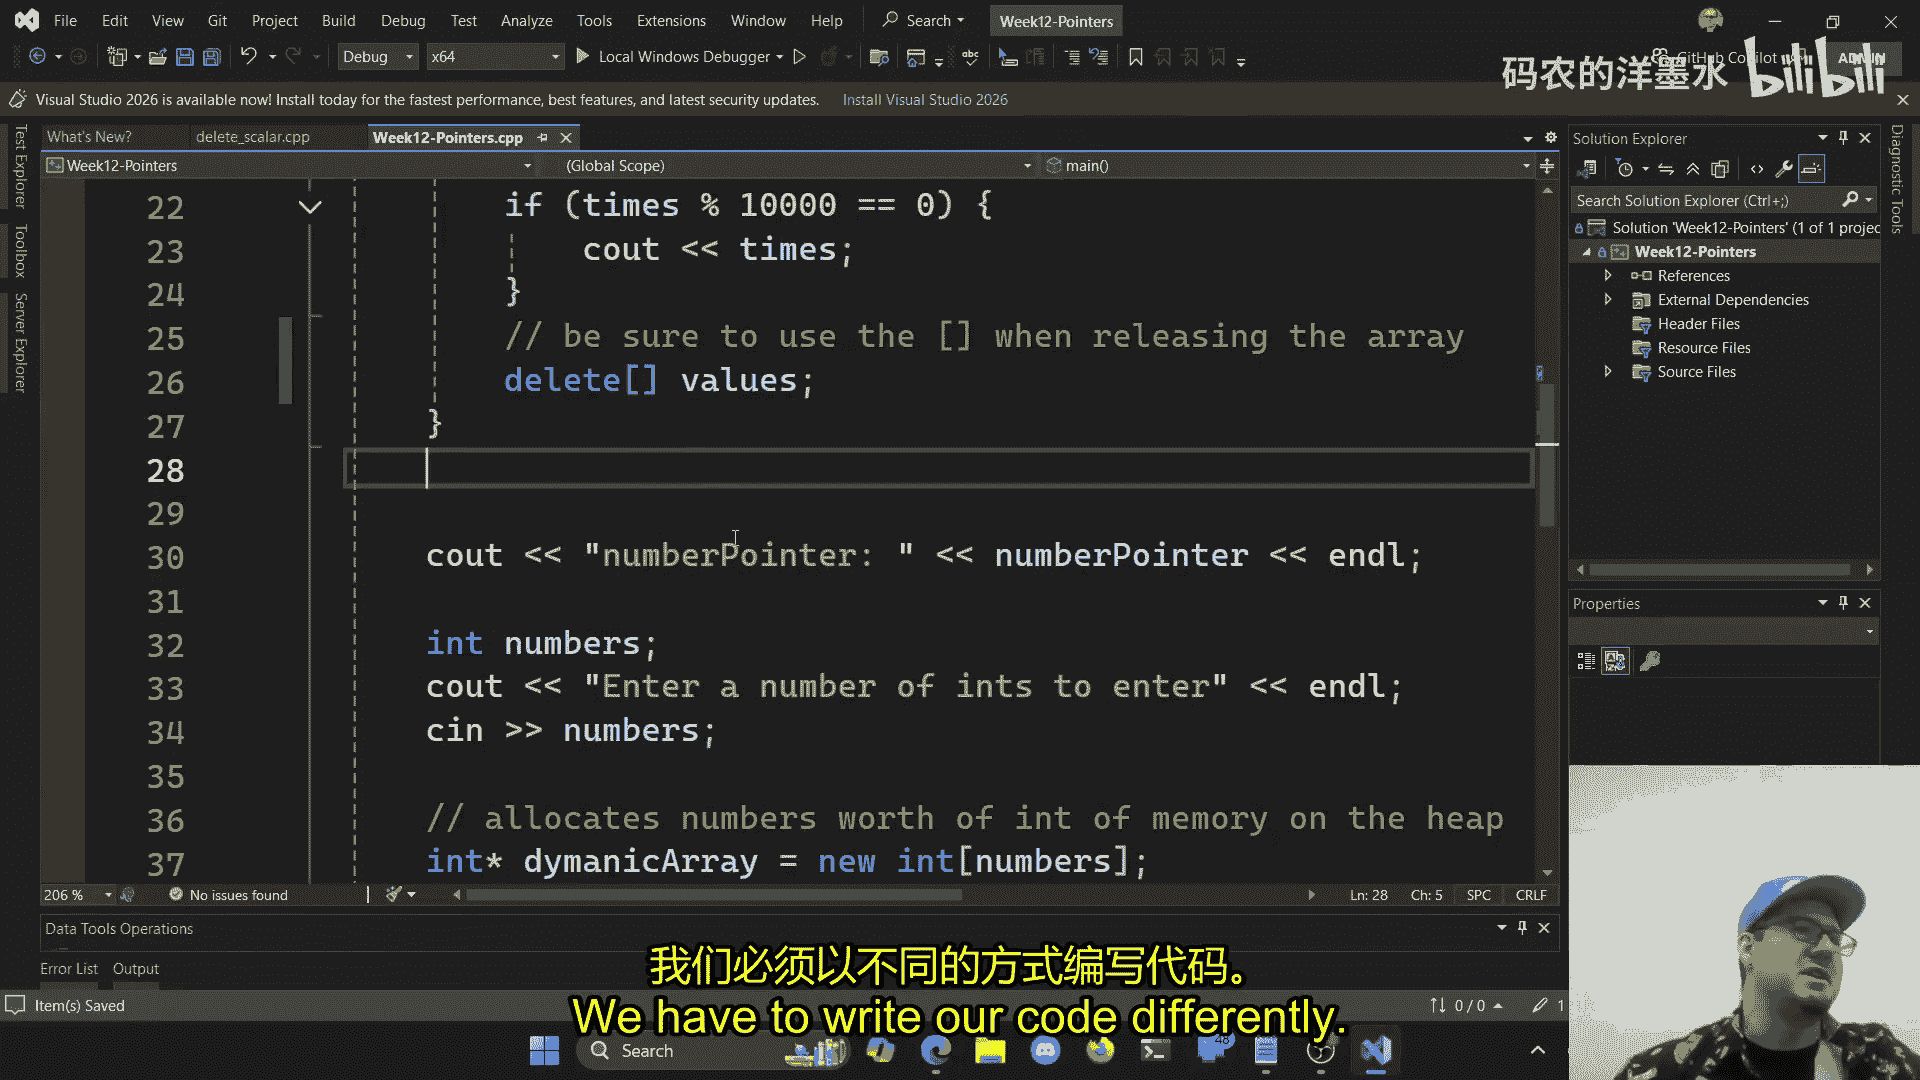 File Edit View Git Project Build Debug Test Analyze Tools Extensions Window Help Search Week12-Pointers
Debug x64 Local Windows Debugger GitHub Copilot ADMIN
码农的洋墨水 bilibili
Visual Studio 2026 is available now! Install today for the fastest performance, best features, and latest security updates. Install Visual Studio 2026
What's New? delete_scalar.cpp Week12-Pointers.cpp
Week12-Pointers (Global Scope) main()
Test Explorer
Toolbox
Server Explorer
22 if (times % 10000 == 0) {
23 cout << times;
24 }
25 // be sure to use the [] when releasing the array
26 delete[] values;
27 }
28
29
30 cout << "numberPointer: " << numberPointer << endl;
31
32 int numbers;
33 cout << "Enter a number of ints to enter" << endl;
34 cin >> numbers;
35
36 // allocates numbers worth of int of memory on the heap
37 int* dymanicArray = new int[numbers];
206 % No issues found Ln: 28 Ch: 5 SPC CRLF
Solution Explorer
Search Solution Explorer (Ctrl+;)
Solution 'Week12-Pointers' (1 of 1 projec
Week12-Pointers
References
External Dependencies
Header Files
Resource Files
Source Files
Properties
Diagnostic Tools
Data Tools Operations
Error List Output
Item(s) Saved 0 / 0 1
我们必须以不同的方式编写代码。
We have to write our code differently.
Search 48